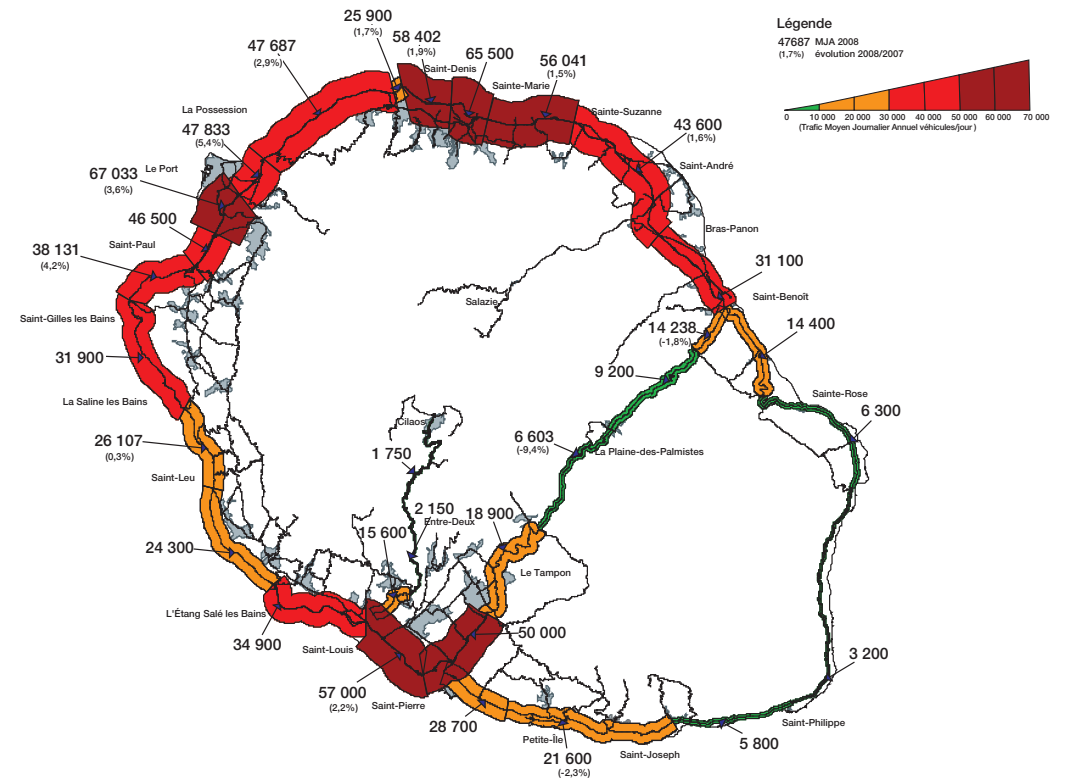 25 900
(1,7%)
58 402
(1,9%)
Saint-Denis
65 500
Sainte-Marie
56 041
(1,5%)
Sainte-Suzanne
47 687
(2,9%)
La Possession
47 833
(5,4%)
Le Port
67 033
(3,6%)
46 500
Saint-Paul
38 131
(4,2%)
Saint-Gilles les Bains
31 900
La Saline les Bains
26 107
(0,3%)
Saint-Leu
24 300
L'Étang Salé les Bains
34 900
Saint-Louis
57 000
(2,2%)
Saint-Pierre
28 700
Petite-Île
21 600
(-2,3%)
Saint-Joseph
5 800
Saint-Philippe
3 200
6 300
Sainte-Rose
14 400
Saint-Benoît
31 100
Bras-Panon
Saint-André
43 600
(1,6%)
Salazie
14 238
(-1,8%)
9 200
6 603
(-9,4%)
La Plaine-des-Palmistes
Cilaos
1 750
2 150
Entre-Deux
18 900
15 600
Le Tampon
50 000
Légende
47687 MJA 2008
(1,7%) évolution 2008/2007
0 10 000 20 000 30 000 40 000 50 000 60 000 70 000
(Trafic Moyen Journalier Annuel véhicules/jour )